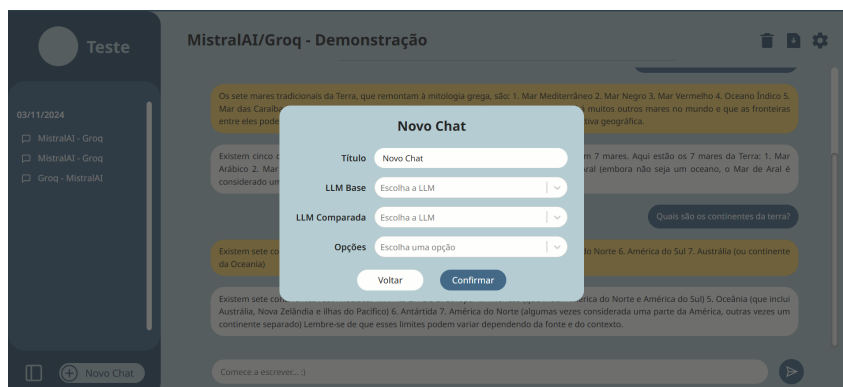 Teste
MistralAI/Groq - Demonstração
03/11/2024
MistralAI - Groq
MistralAI - Groq
Groq - MistralAI
Novo Chat
Os sete mares tradicionais da Terra, que remontam à mitologia grega, são: 1. Mar Mediterrâneo 2. Mar Negro 3. Mar Vermelho 4. Oceano Índico 5.
Mar das Caraíba muitos outros mares no mundo e que as fronteiras
entre eles pode tiva geográfica.
Existem cinco 7 mares. Aqui estão os 7 mares da Terra: 1. Mar
Arábico 2. Mar (embora não seja um oceano, o Mar de Aral é
considerado um
Quais são os continentes da terra?
Existem sete co do Norte 6. América do Sul 7. Austrália (ou continente
da Oceania)
Existem sete América do Norte e América do Sul) 5. Oceânia (que inclui
Austrália, Nova Zelândia e ilhas do Pacífico) 6. Antártida 7. América do Norte (algumas vezes considerada uma parte da América, outras vezes um
continente separado) Lembre-se de que esses limites podem variar dependendo da fonte e do contexto.
Comece a escrever... :)
Novo Chat
Título Novo Chat
LLM Base Escolha a LLM
LLM Comparada Escolha a LLM
Opções Escolha uma opção
Voltar Confirmar